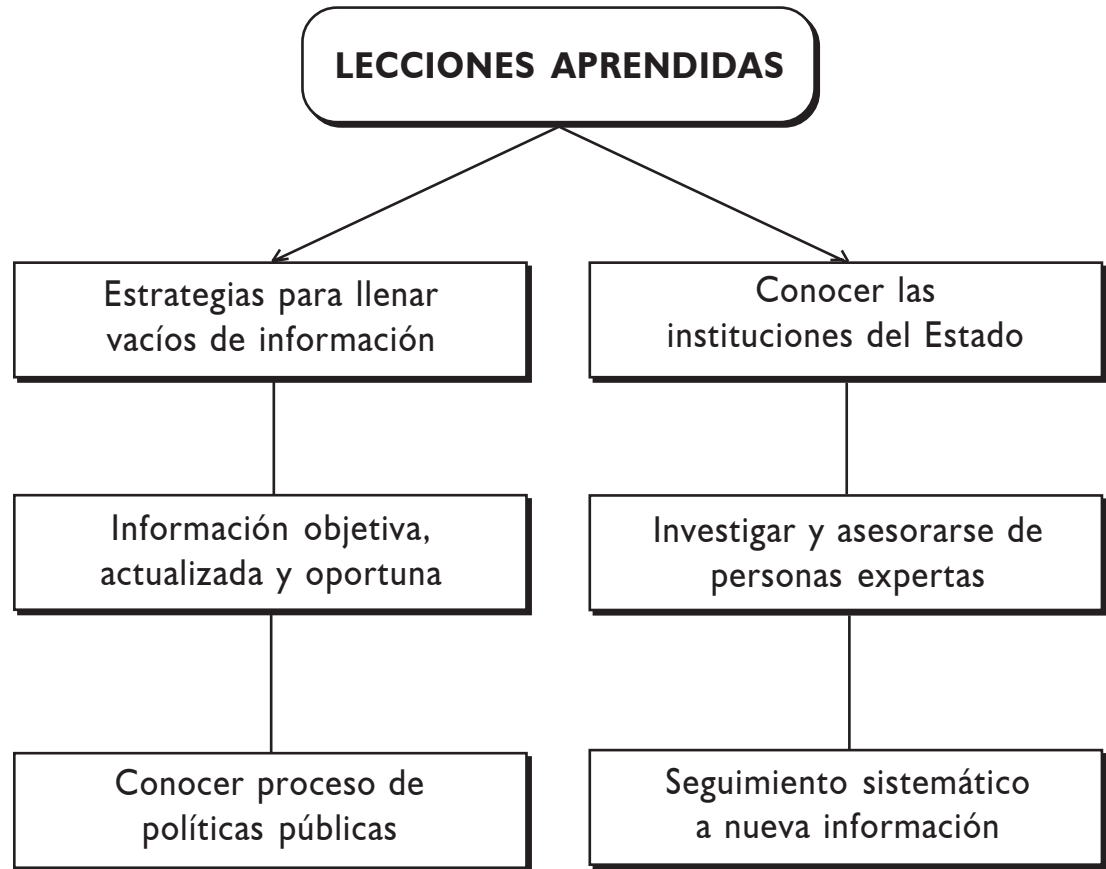 LECCIONES APRENDIDAS
Estrategias para llenar
vacíos de información
Conocer las
instituciones del Estado
Información objetiva,
actualizada y oportuna
Investigar y asesorarse de
personas expertas
Conocer proceso de
políticas públicas
Seguimiento sistemático
a nueva información